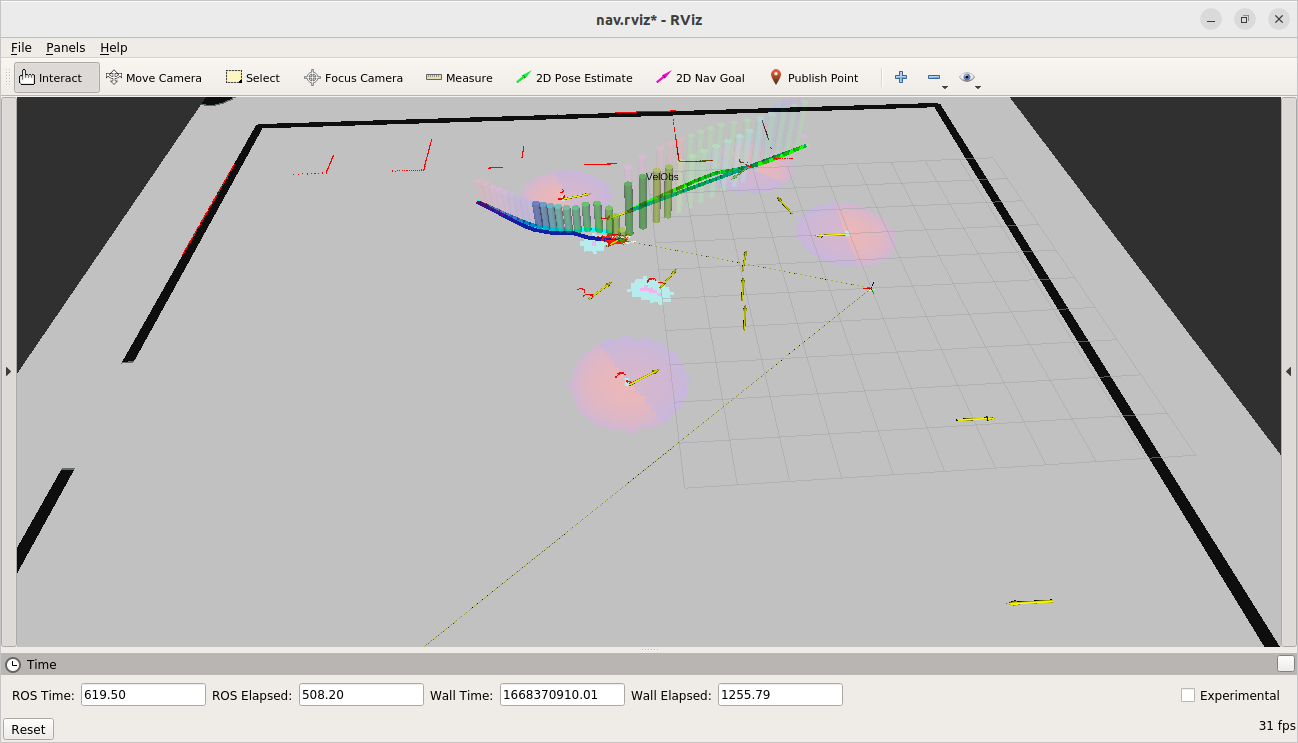 nav.rviz* - RViz
File Panels Help
Interact Move Camera Select Focus Camera Measure 2D Pose Estimate 2D Nav Goal Publish Point
VelObs
Time
ROS Time: 619.50 ROS Elapsed: 508.20 Wall Time: 1668370910.01 Wall Elapsed: 1255.79 Experimental
Reset 31 fps